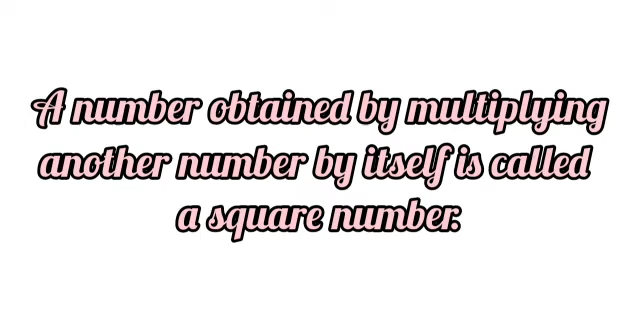 A number obtained by multiplying
another number by itself is called
a square number.